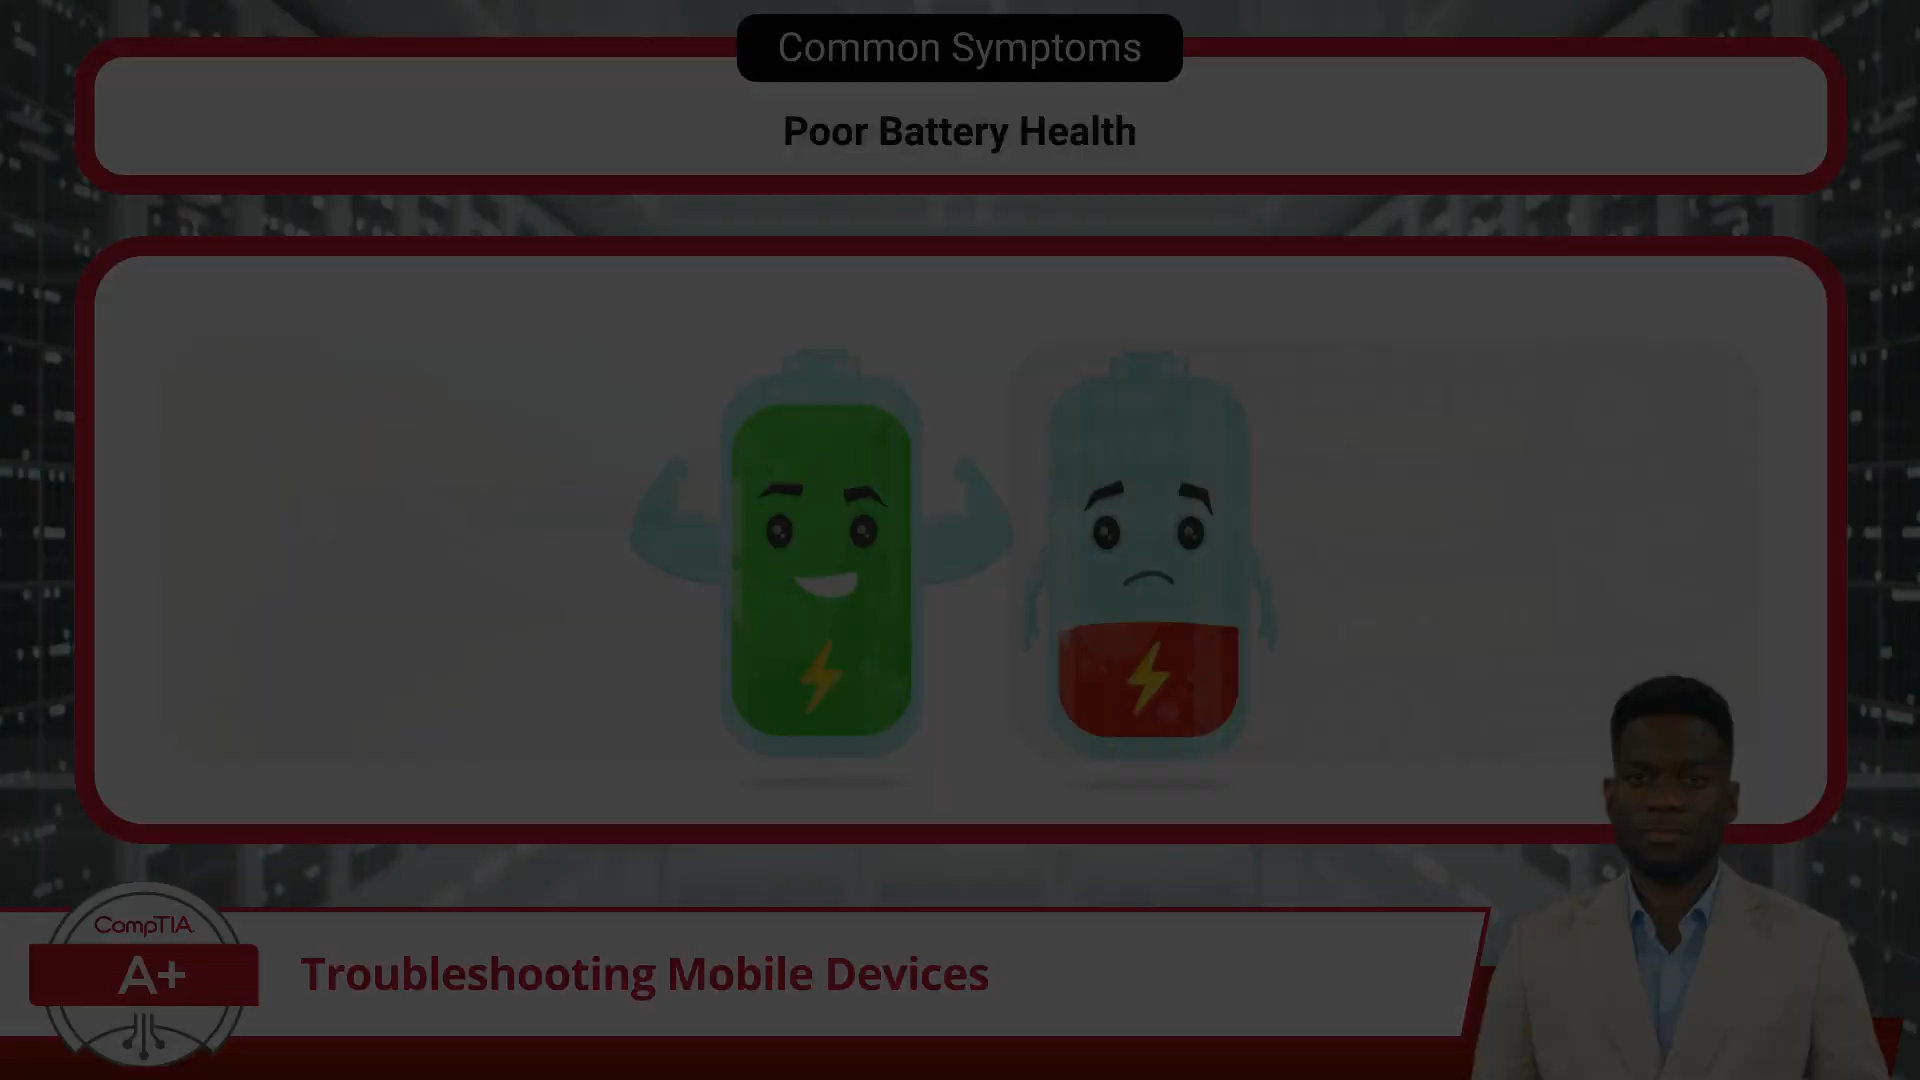 Common Symptoms
Poor Battery Health
CompTIA
A+
Troubleshooting Mobile Devices